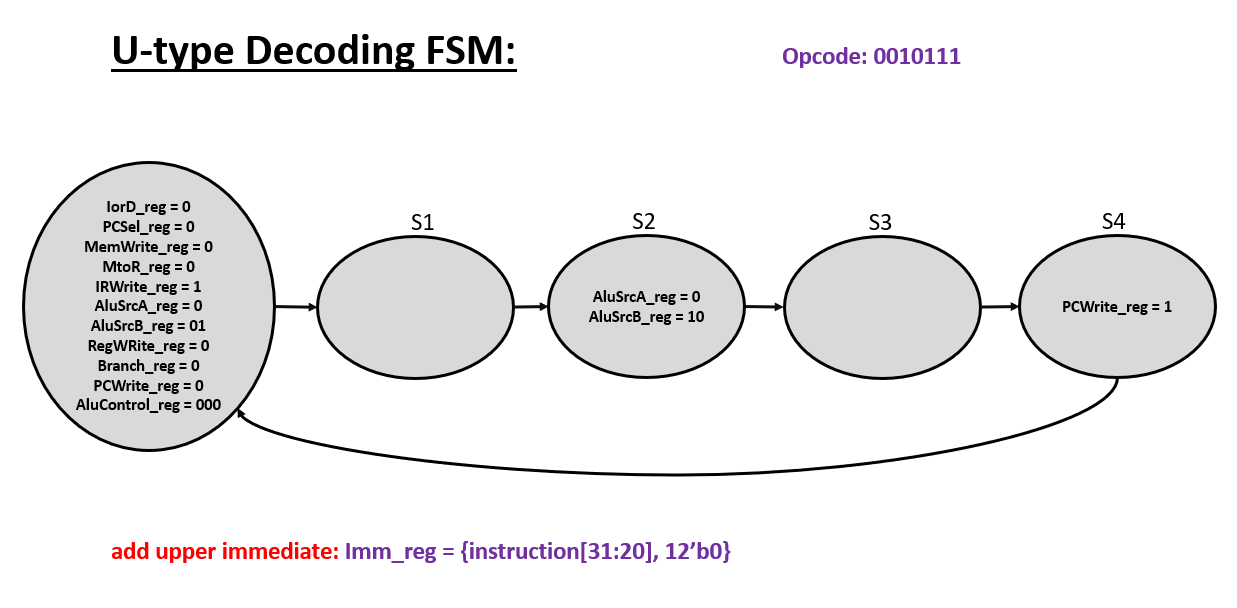 U-type Decoding FSM:
Opcode: 0010111
IorD_reg = 0
PCSel_reg = 0
MemWrite_reg = 0
MtoR_reg = 0
IRWrite_reg = 1
AluSrcA_reg = 0
AluSrcB_reg = 01
RegWRite_reg = 0
Branch_reg = 0
PCWrite_reg = 0
AluControl_reg = 000
S1
S2
AluSrcA_reg = 0
AluSrcB_reg = 10
S3
S4
PCWrite_reg = 1
add upper immediate: Imm_reg = {instruction[31:20], 12’b0}